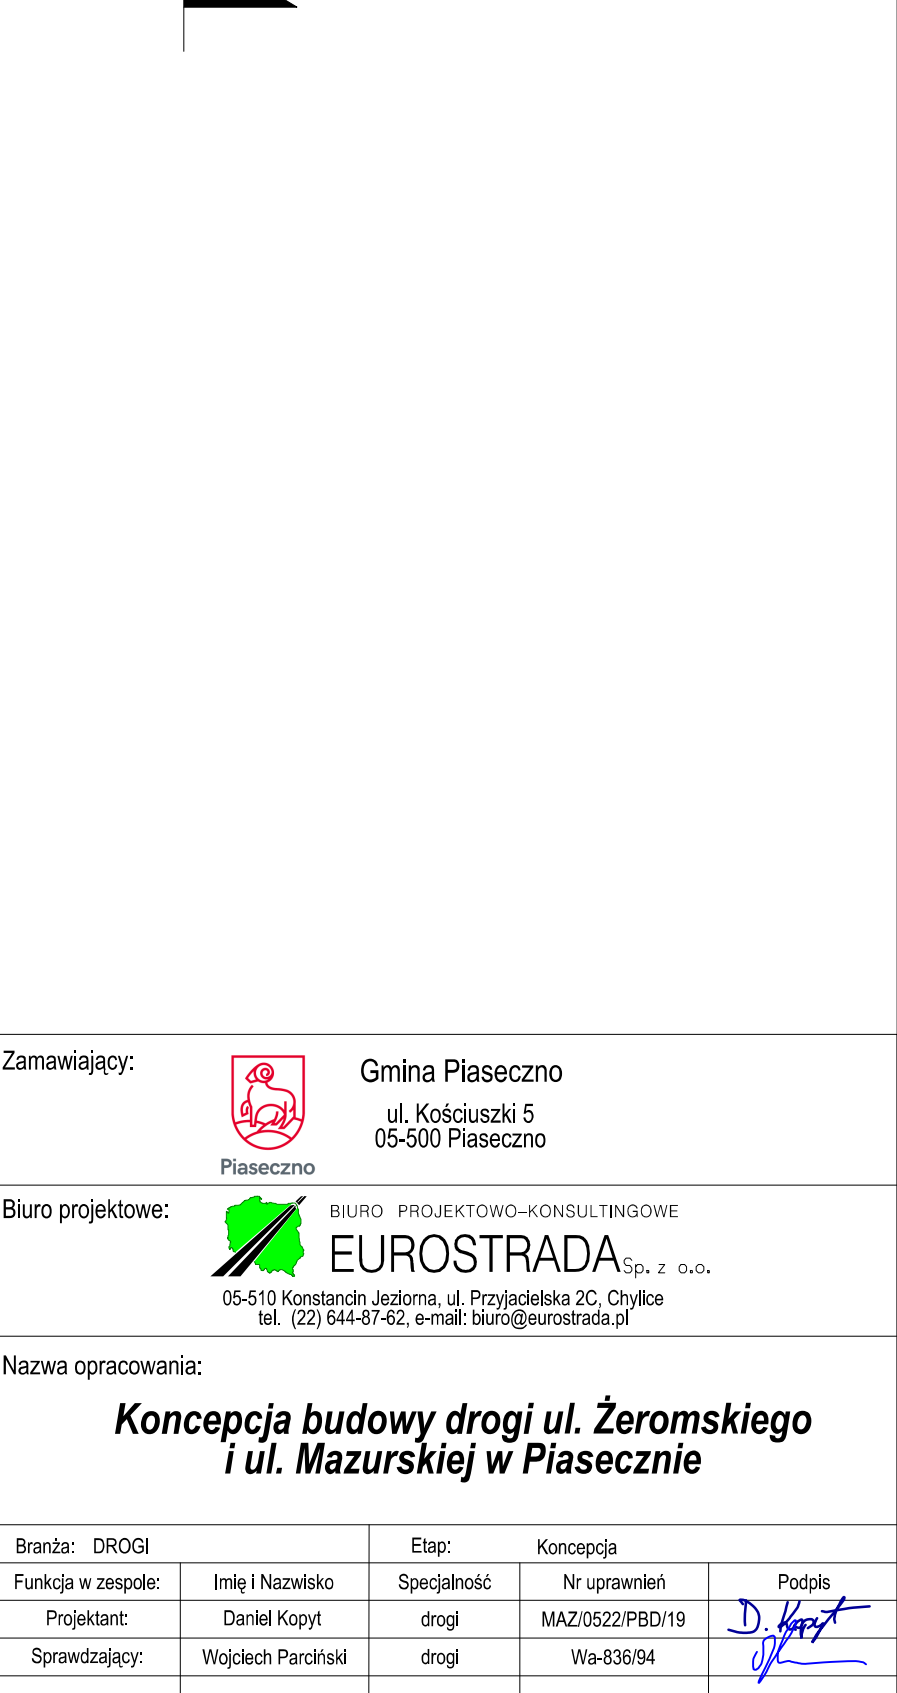 Zamawiający:
Gmina Piaseczno
ul. Kościuszki 5
05-500 Piaseczno
Piaseczno
Biuro projektowe:
BIURO PROJEKTOWO–KONSULTINGOWE
EUROSTRADA Sp. z o.o.
05-510 Konstancin Jeziorna, ul. Przyjacielska 2C, Chylice
tel. (22) 644-87-62, e-mail: biuro@eurostrada.pl
Nazwa opracowania:
Koncepcja budowy drogi ul. Żeromskiego
i ul. Mazurskiej w Piasecznie
Branża: DROGI Etap: Koncepcja
Funkcja w zespole: Imię i Nazwisko Specjalność Nr uprawnień Podpis
Projektant: Daniel Kopyt drogi MAZ/0522/PBD/19 D. Kopyt
Sprawdzający: Wojciech Parciński drogi Wa-836/94